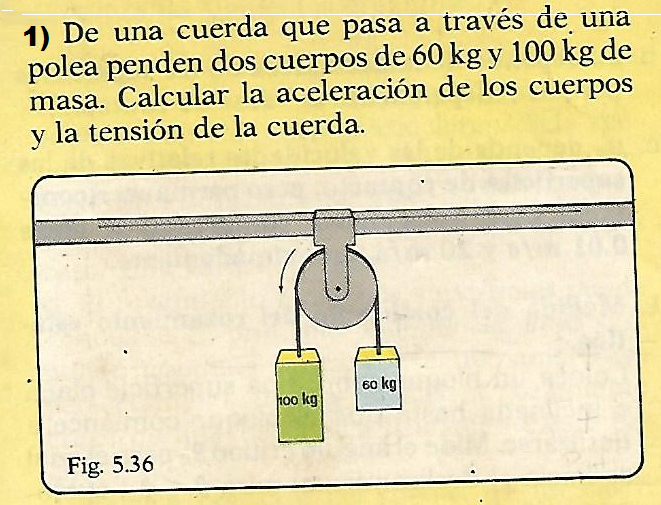 1) De una cuerda que pasa a través de una
polea penden dos cuerpos de 60 kg y 100 kg de
masa. Calcular la aceleración de los cuerpos
y la tensión de la cuerda.
100 kg
60 kg
Fig. 5.36